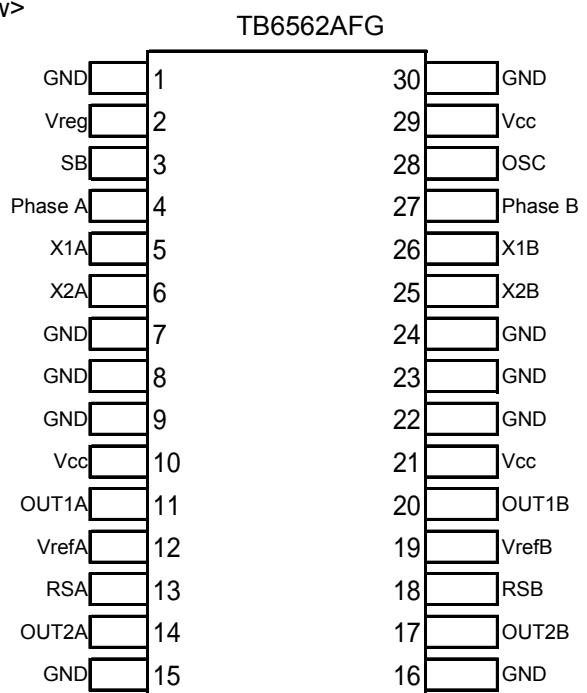 w>
TB6562AFG
GND 1 30 GND
Vreg 2 29 Vcc
SB 3 28 OSC
Phase A 4 27 Phase B
X1A 5 26 X1B
X2A 6 25 X2B
GND 7 24 GND
GND 8 23 GND
GND 9 22 GND
Vcc 10 21 Vcc
OUT1A 11 20 OUT1B
VrefA 12 19 VrefB
RSA 13 18 RSB
OUT2A 14 17 OUT2B
GND 15 16 GND